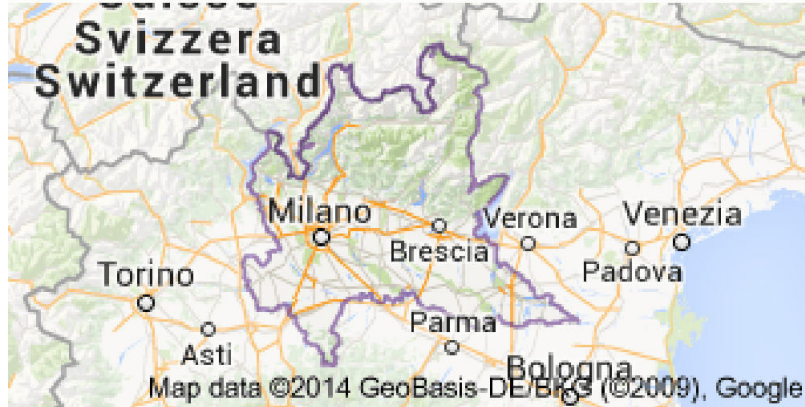 Suisse
Svizzera
Switzerland
Milano
Verona
Venezia
Brescia
Padova
Torino
Parma
Asti
Bologna
Map data ©2014 GeoBasis-DE/BKG (©2009), Google